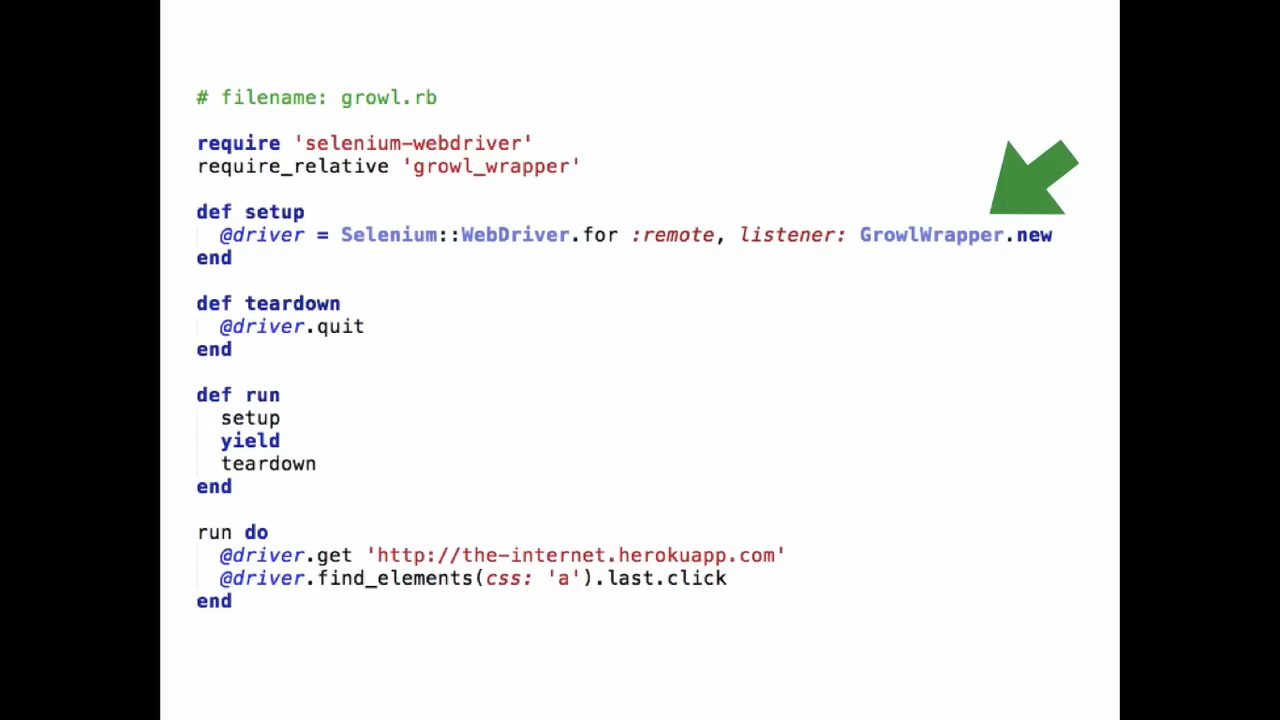 # filename: growl.rb
require 'selenium-webdriver'
require_relative 'growl_wrapper'
def setup
  @driver = Selenium::WebDriver.for :remote, listener: GrowlWrapper.new
end
def teardown
  @driver.quit
end
def run
  setup
  yield
  teardown
end
run do
  @driver.get 'http://the-internet.herokuapp.com'
  @driver.find_elements(css: 'a').last.click
end